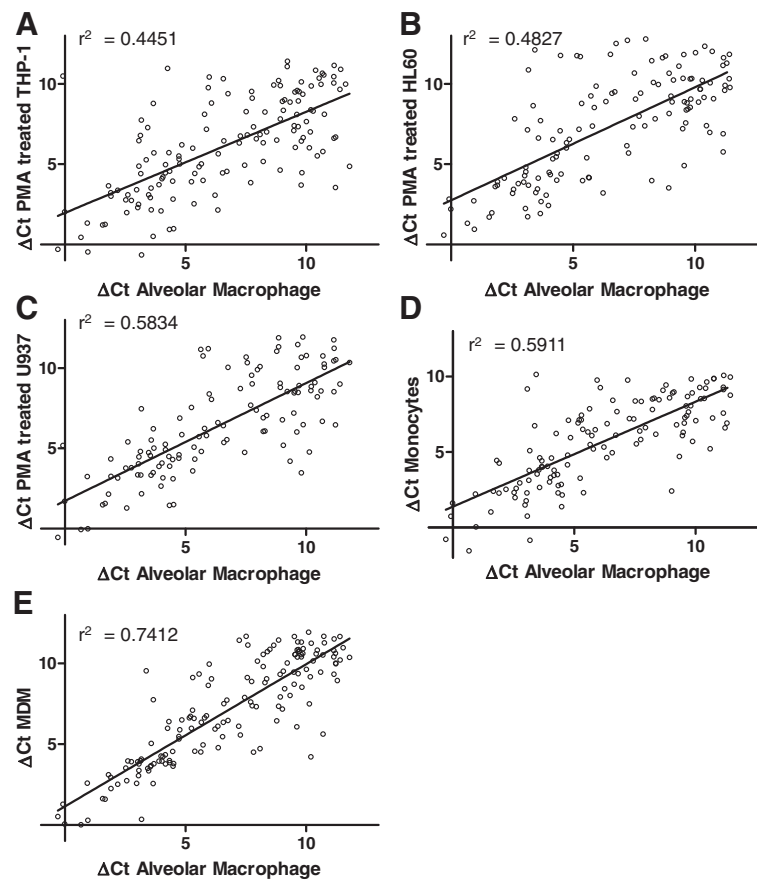 A
r² = 0.4451
ΔCt PMA treated THP-1
10
5
5
10
ΔCt Alveolar Macrophage
B
r² = 0.4827
ΔCt PMA treated HL60
10
5
5
10
ΔCt Alveolar Macrophage
C
r² = 0.5834
ΔCt PMA treated U937
10
5
5
10
ΔCt Alveolar Macrophage
D
r² = 0.5911
ΔCt Monocytes
10
5
5
10
ΔCt Alveolar Macrophage
E
r² = 0.7412
ΔCt MDM
10
5
5
10
ΔCt Alveolar Macrophage